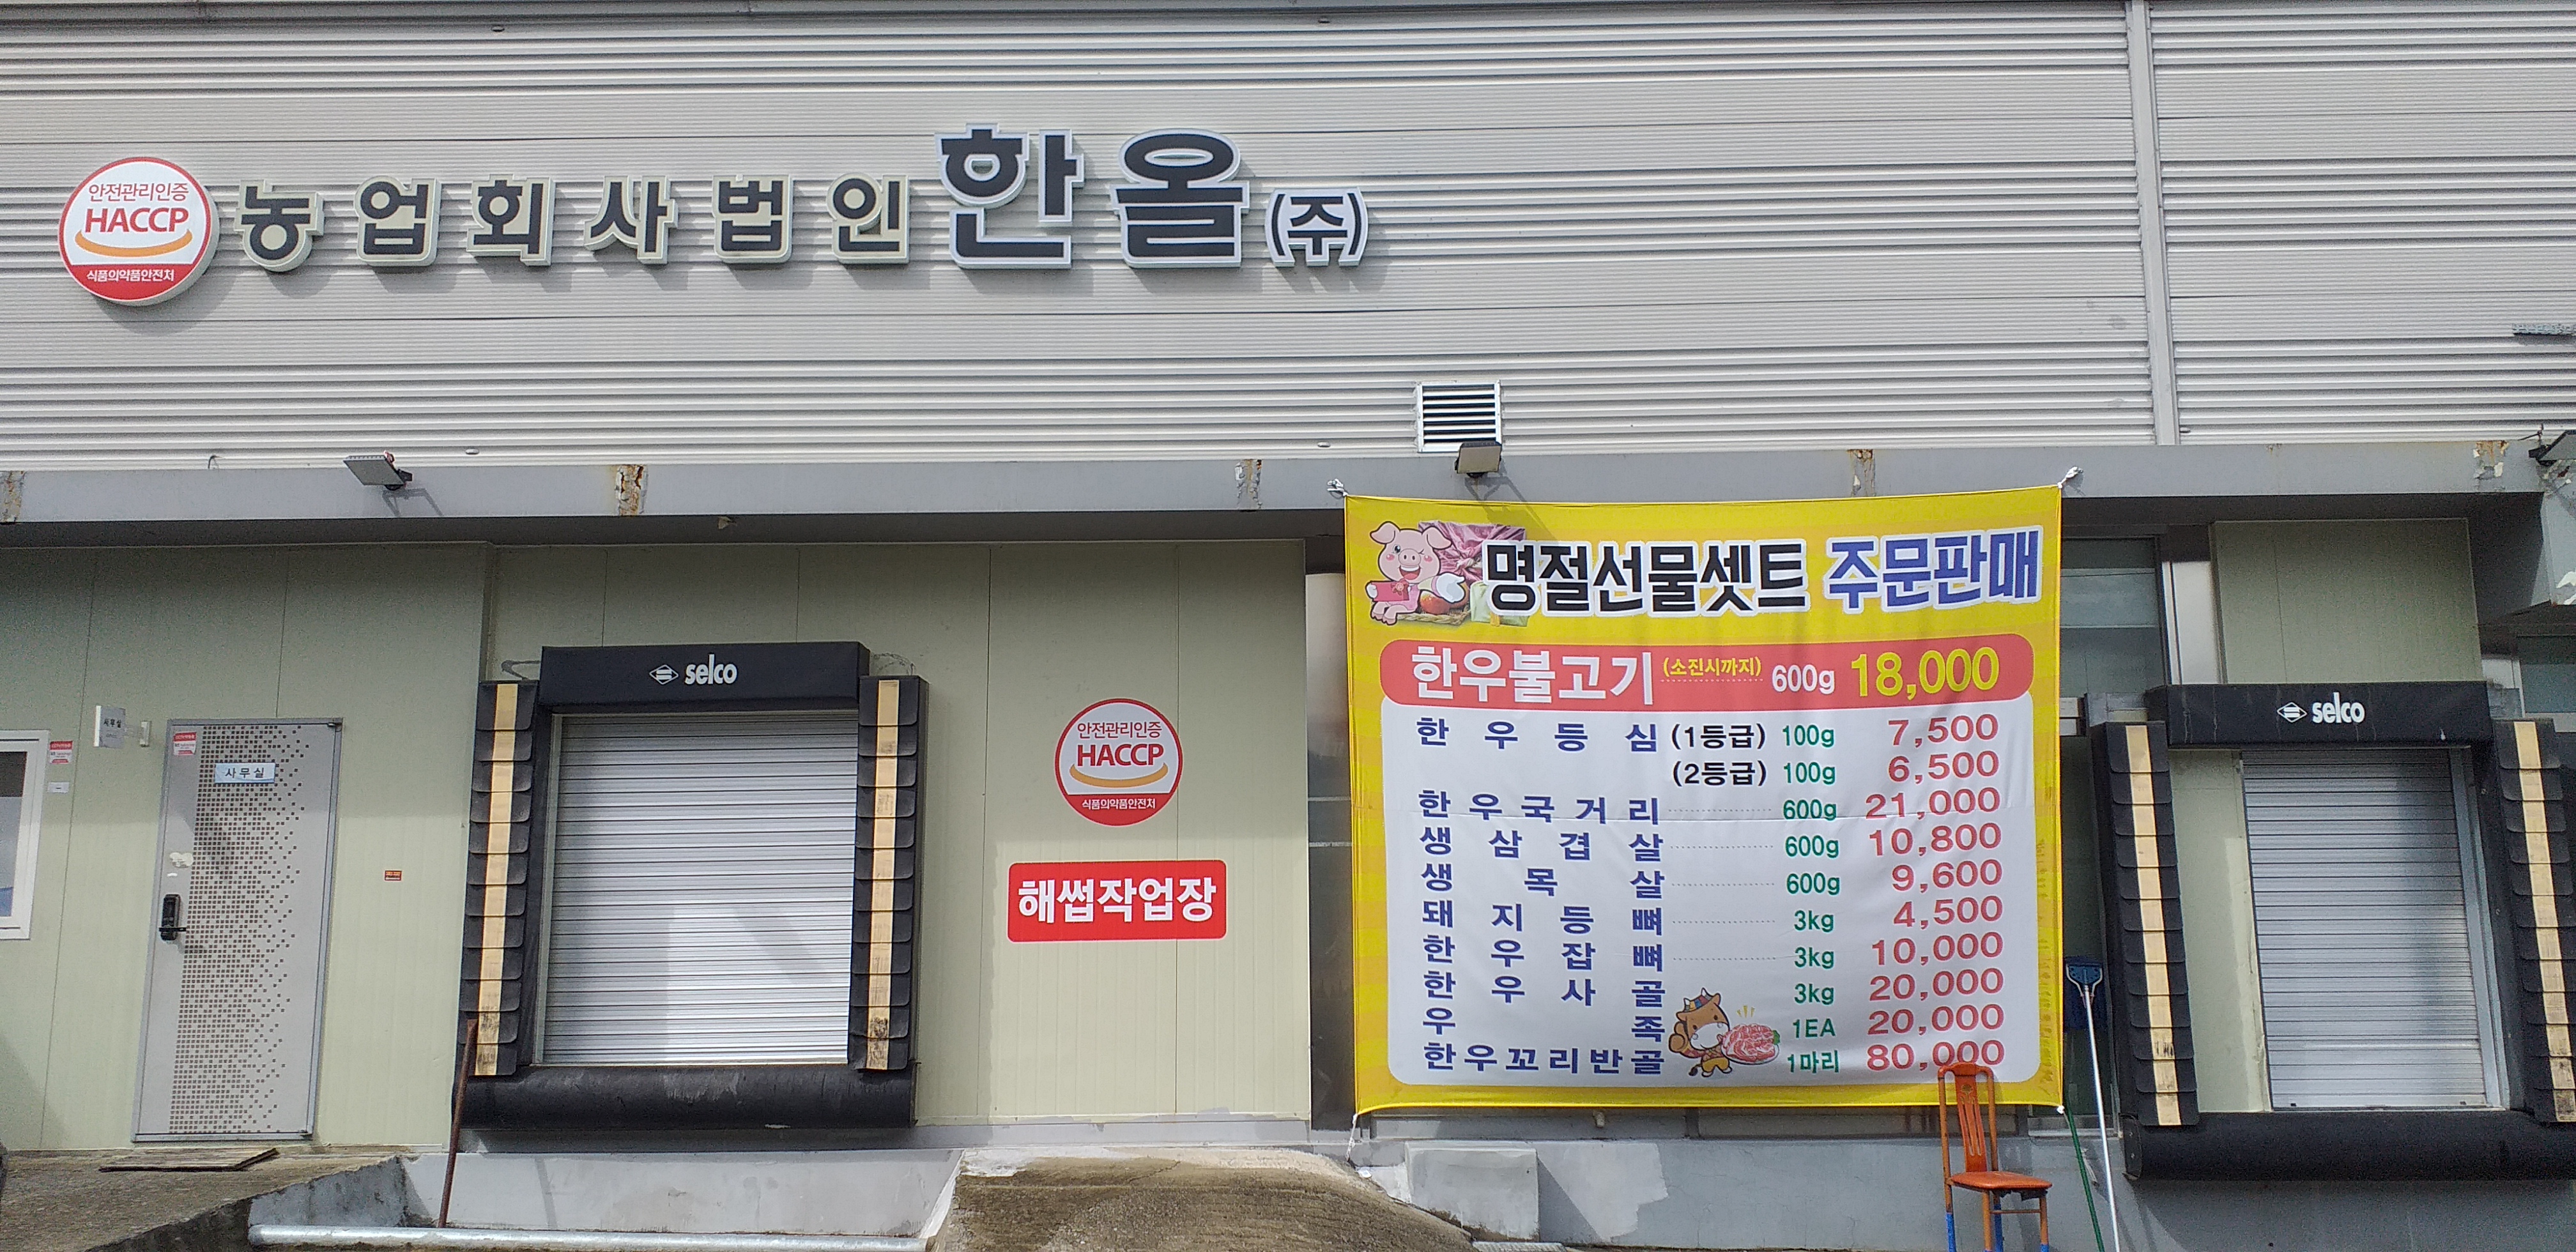 안전관리인증
HACCP
식품의약품안전처
농업회사법인한올(주)
명절선물셋트 주문판매
한우불고기 (소진시까지) 600g 18,000
한우등심 (1등급) 100g 7,500
(2등급) 100g 6,500
한우국거리 600g 21,000
생삼겹살 600g 10,800
생목살 600g 9,600
돼지등뼈 3kg 4,500
한우잡뼈 3kg 10,000
한우사골 3kg 20,000
우족 1EA 20,000
한우꼬리반골 1마리 80,000
사무실
사무실
selco
안전관리인증
HACCP
식품의약품안전처
해썹작업장
selco